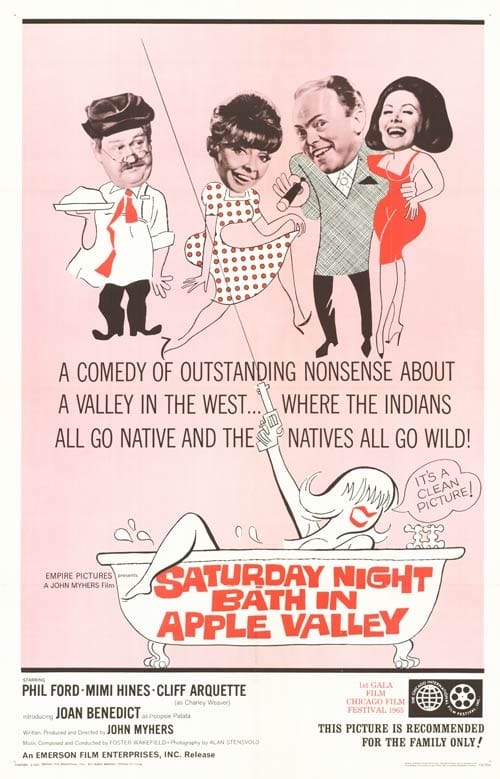 A COMEDY OF OUTSTANDING NONSENSE ABOUT
A VALLEY IN THE WEST... WHERE THE INDIANS
ALL GO NATIVE AND THE NATIVES ALL GO WILD!
IT'S A
CLEAN
PICTURE!
EMPIRE PICTURES presents
A JOHN MYHERS Film
SATURDAY NIGHT
BATH IN
APPLE VALLEY
STARRING
PHIL FORD · MIMI HINES · CLIFF ARQUETTE
(as Charley Weaver)
introducing JOAN BENEDICT as Poopsie Patata
Written, Produced and Directed by JOHN MYHERS
Music Composed and Conducted by FOSTER WAKEFIELD · Photography by ALAN STENSVOLD
An EMERSON FILM ENTERPRISES, INC. Release
1st GALA
FILM
CHICAGO FILM
FESTIVAL 1965
THIS PICTURE IS RECOMMENDED
FOR THE FAMILY ONLY!